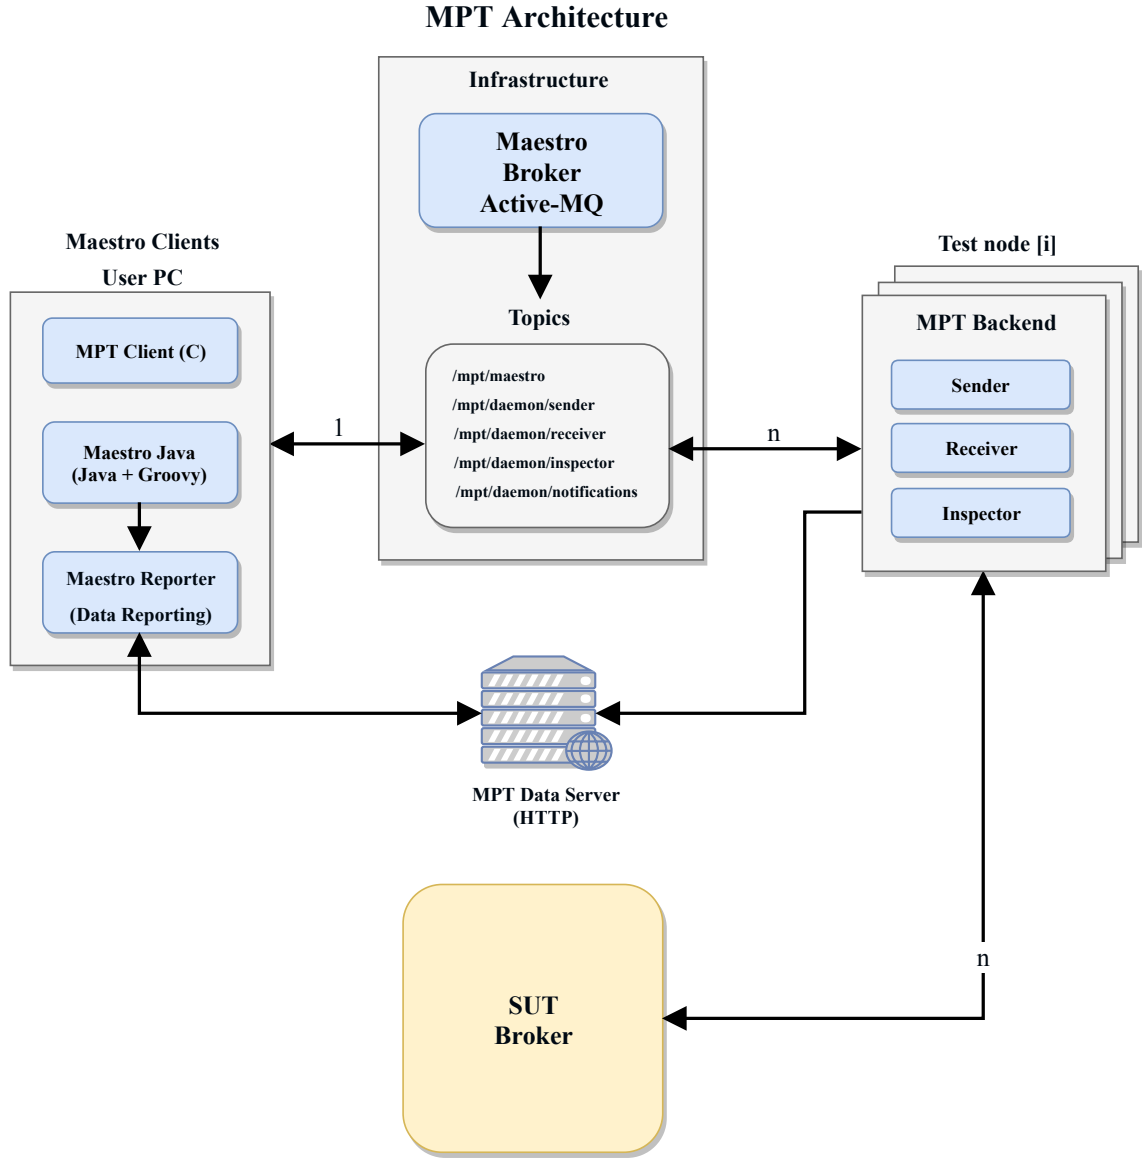 MPT Architecture
Infrastructure
Maestro
Broker
Active-MQ
Topics
/mpt/maestro
/mpt/daemon/sender
/mpt/daemon/receiver
/mpt/daemon/inspector
/mpt/daemon/notifications
Maestro Clients
User PC
MPT Client (C)
Maestro Java
(Java + Groovy)
Maestro Reporter
(Data Reporting)
1
n
Test node [i]
MPT Backend
Sender
Receiver
Inspector
MPT Data Server
(HTTP)
n
SUT
Broker